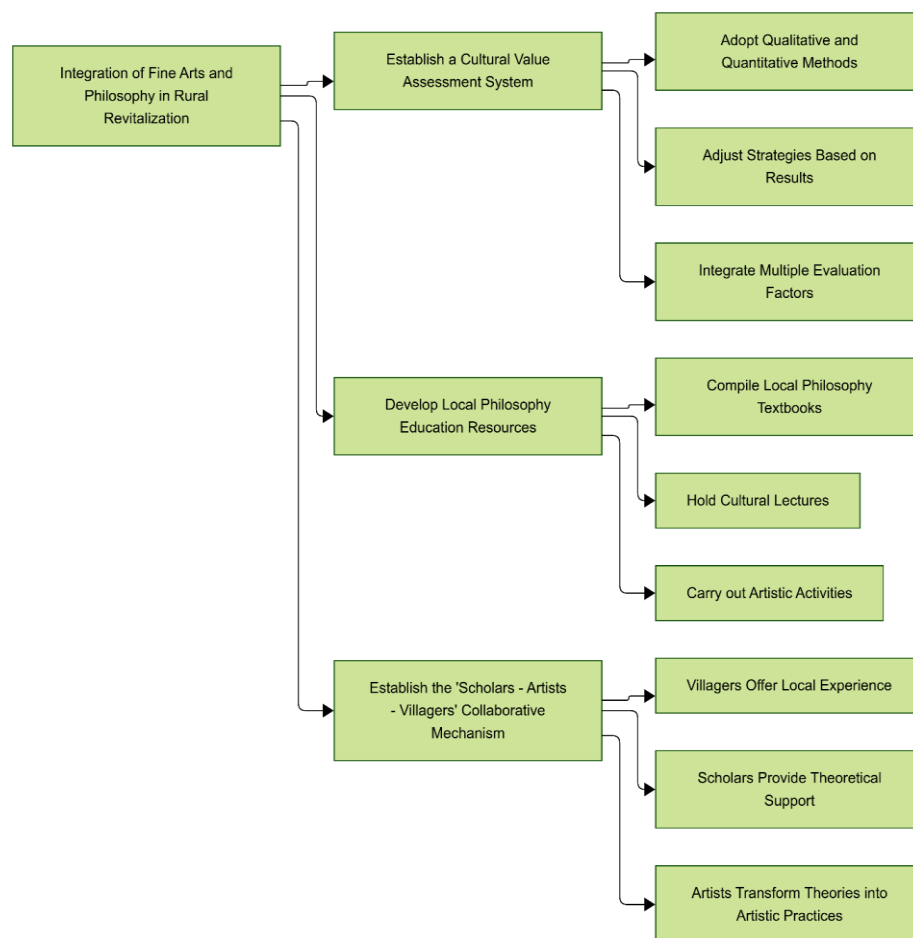 Integration of Fine Arts and
Philosophy in Rural
Revitalization
Establish a Cultural Value
Assessment System
Adopt Qualitative and
Quantitative Methods
Adjust Strategies Based on
Results
Integrate Multiple Evaluation
Factors
Develop Local Philosophy
Education Resources
Compile Local Philosophy
Textbooks
Hold Cultural Lectures
Carry out Artistic Activities
Establish the 'Scholars - Artists
- Villagers' Collaborative
Mechanism
Villagers Offer Local Experience
Scholars Provide Theoretical
Support
Artists Transform Theories into
Artistic Practices